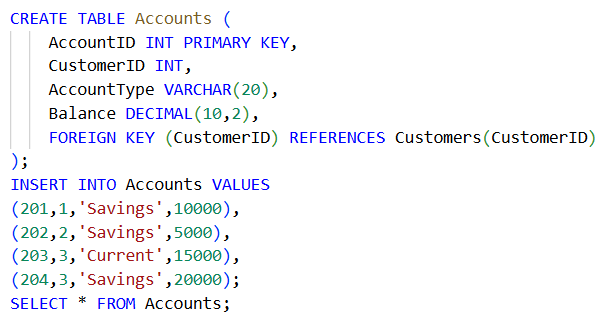 CREATE TABLE Accounts (
    AccountID INT PRIMARY KEY,
    CustomerID INT,
    AccountType VARCHAR(20),
    Balance DECIMAL(10,2),
    FOREIGN KEY (CustomerID) REFERENCES Customers(CustomerID)
);
INSERT INTO Accounts VALUES
(201,1,'Savings',10000),
(202,2,'Savings',5000),
(203,3,'Current',15000),
(204,3,'Savings',20000);
SELECT * FROM Accounts;